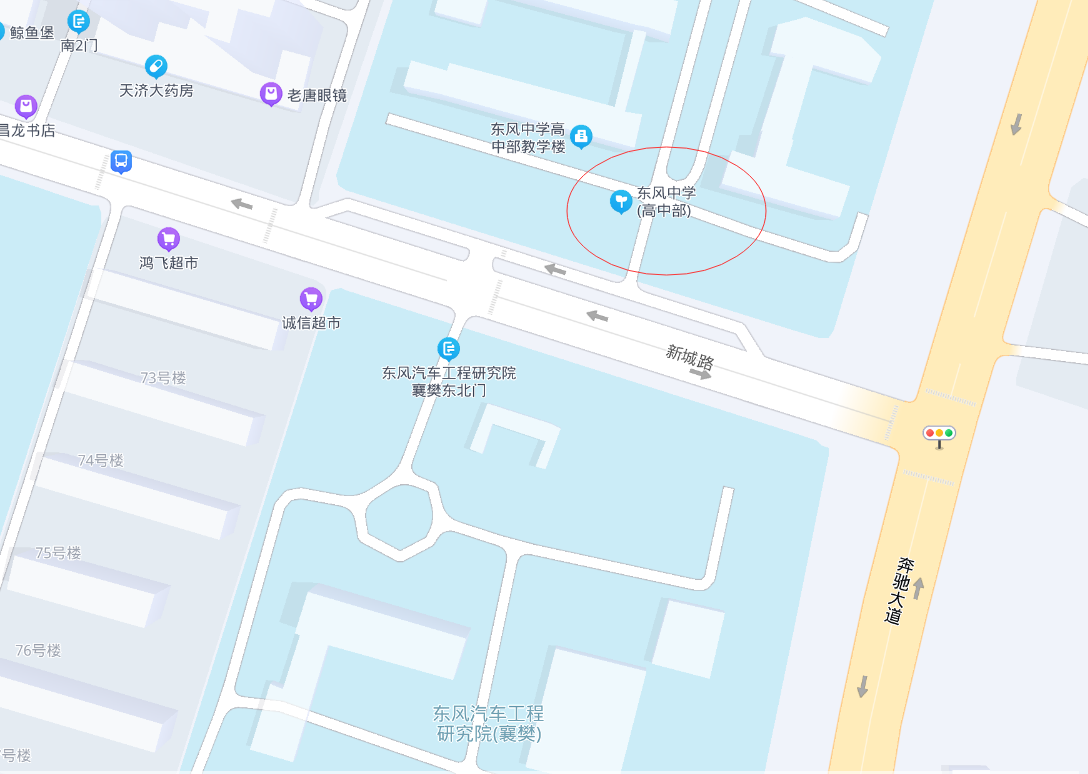 鲸鱼堡
南2门
天济大药房
老唐眼镜
昌龙书店
东风中学高
中部教学楼
东风中学
(高中部)
鸿飞超市
诚信超市
新城路
东风汽车工程研究院
襄樊东北门
73号楼
74号楼
75号楼
奔驰大道
76号楼
东风汽车工程
研究院(襄樊)
号楼